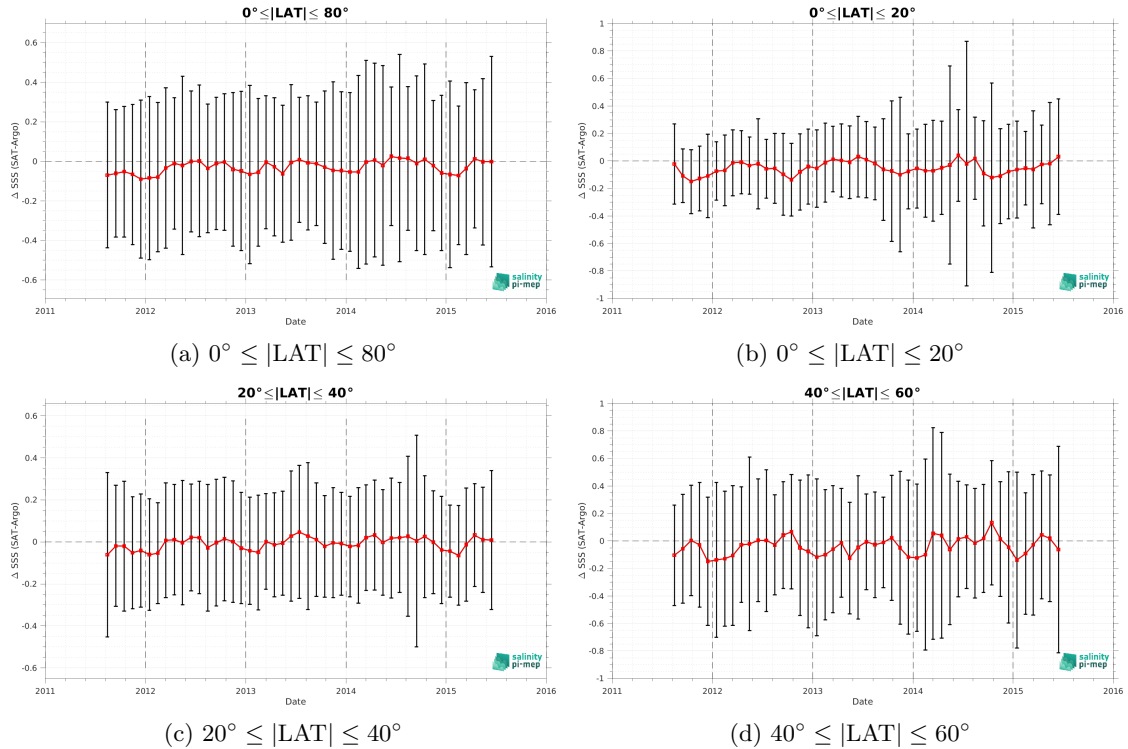 0°≤|LAT|≤ 80°
Δ SSS (SAT-Argo)
0.6
0.4
0.2
0
-0.2
-0.4
-0.6
salinity
pi-mep
2011 2012 2013 2014 2015 2016
Date
(a) 0° ≤ |LAT| ≤ 80°
0°≤|LAT|≤ 20°
Δ SSS (SAT-Argo)
1
0.8
0.6
0.4
0.2
0
-0.2
-0.4
-0.6
-0.8
-1
salinity
pi-mep
2011 2012 2013 2014 2015 2016
Date
(b) 0° ≤ |LAT| ≤ 20°
20°≤|LAT|≤ 40°
Δ SSS (SAT-Argo)
0.6
0.4
0.2
0
-0.2
-0.4
-0.6
salinity
pi-mep
2011 2012 2013 2014 2015 2016
Date
(c) 20° ≤ |LAT| ≤ 40°
40°≤|LAT|≤ 60°
Δ SSS (SAT-Argo)
1
0.8
0.6
0.4
0.2
0
-0.2
-0.4
-0.6
-0.8
-1
salinity
pi-mep
2011 2012 2013 2014 2015 2016
Date
(d) 40° ≤ |LAT| ≤ 60°